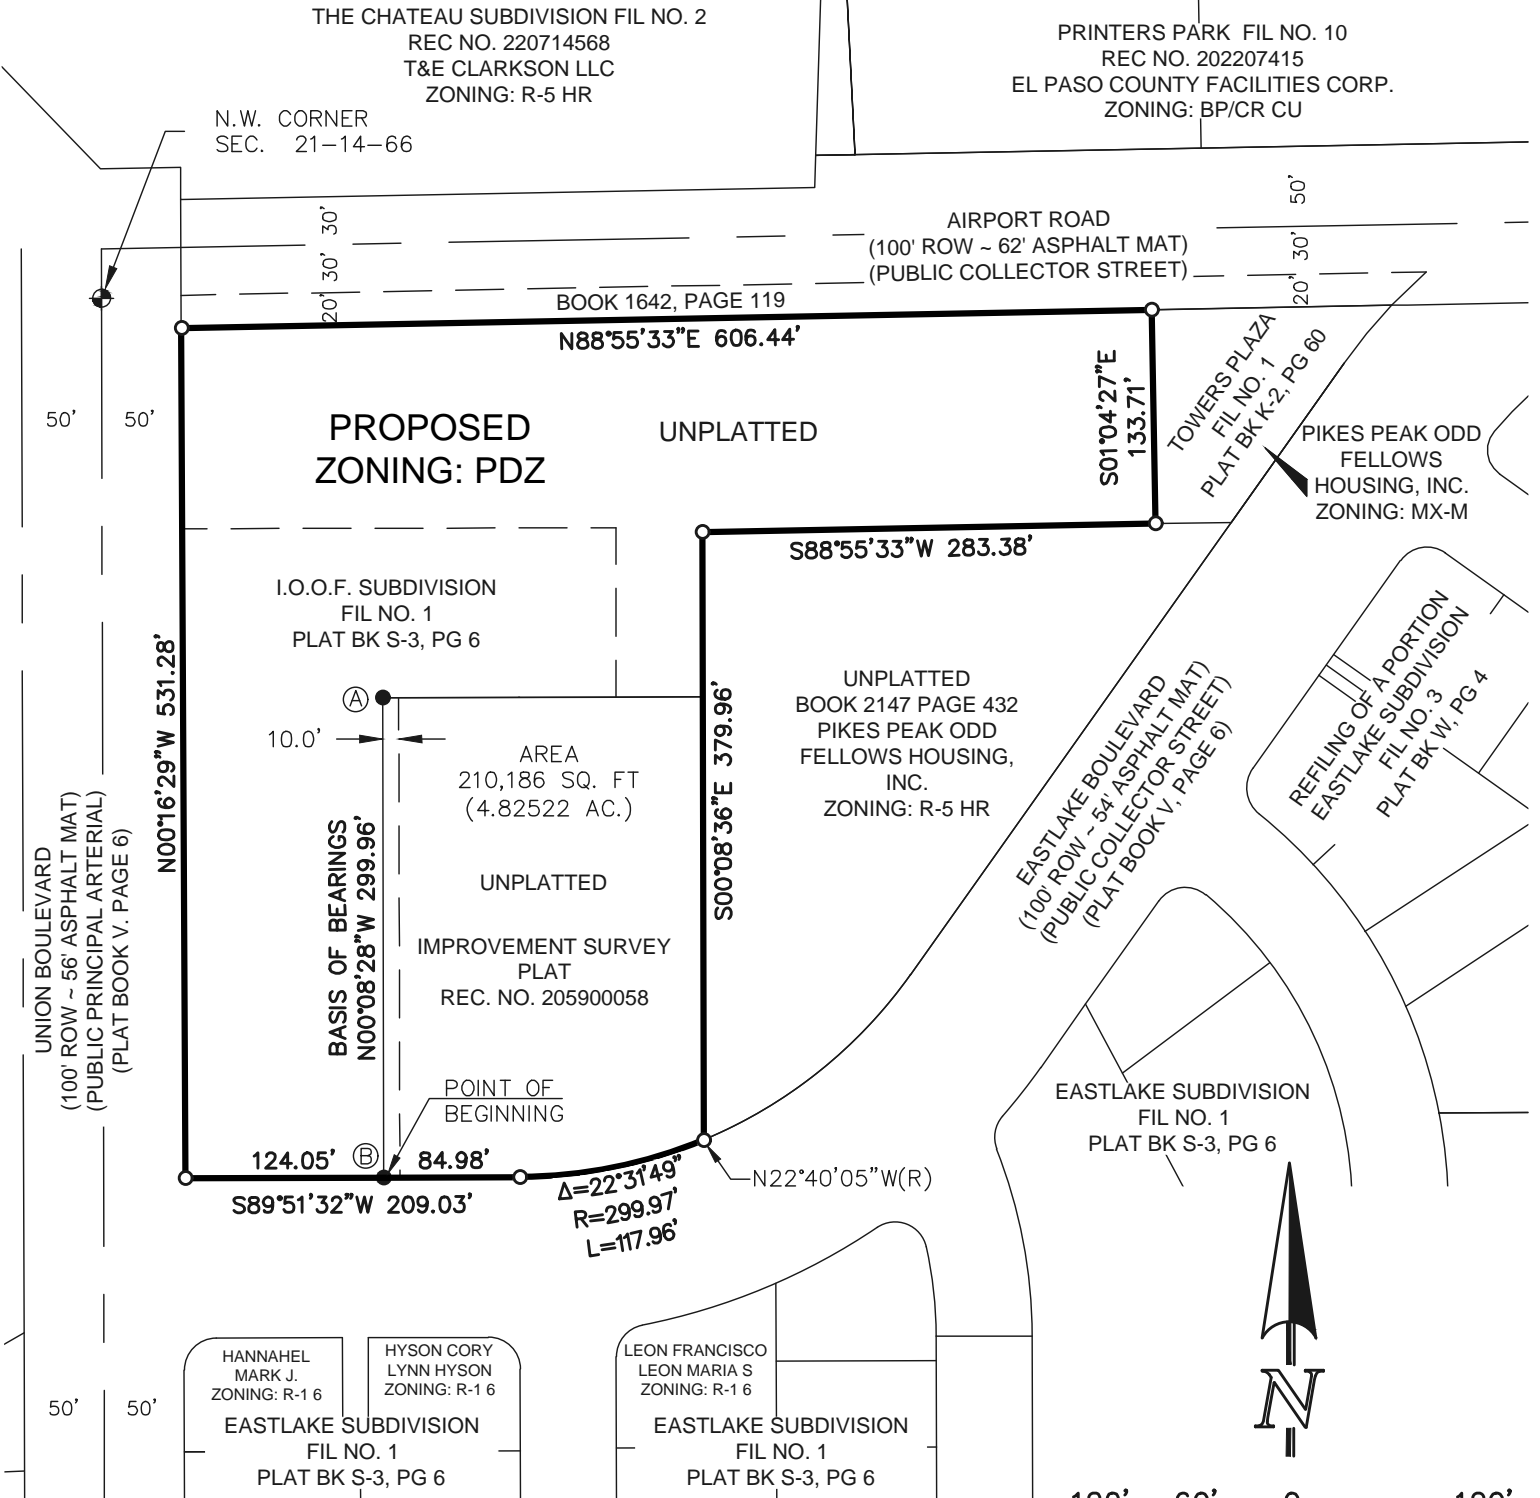 THE CHATEAU SUBDIVISION FIL NO. 2
REC NO. 220714568
T&E CLARKSON LLC
ZONING: R-5 HR
PRINTERS PARK FIL NO. 10
REC NO. 202207415
EL PASO COUNTY FACILITIES CORP.
ZONING: BP/CR CU
N.W. CORNER
SEC. 21-14-66
30'
30'
20'
50'
30'
20'
AIRPORT ROAD
(100' ROW ~ 62' ASPHALT MAT)
(PUBLIC COLLECTOR STREET)
BOOK 1642, PAGE 119
N88°55'33"E 606.44'
S01°04'27"E
133.71'
TOWERS PLAZA
FIL NO. 1
PLAT BK K-2, PG 60
50'
50'
PROPOSED
ZONING: PDZ
UNPLATTED
PIKES PEAK ODD
FELLOWS
HOUSING, INC.
ZONING: MX-M
S88°55'33"W 283.38'
I.O.O.F. SUBDIVISION
FIL NO. 1
PLAT BK S-3, PG 6
N00°16'29"W 531.28'
A
10.0'
AREA
210,186 SQ. FT
(4.82522 AC.)
S00°08'36"E 379.96'
UNPLATTED
BOOK 2147 PAGE 432
PIKES PEAK ODD
FELLOWS HOUSING,
INC.
ZONING: R-5 HR
EASTLAKE BOULEVARD
(100' ROW ~ 54' ASPHALT MAT)
(PUBLIC COLLECTOR STREET)
(PLAT BOOK V, PAGE 6)
REFILING OF A PORTION
EASTLAKE SUBDIVISION
FIL NO. 3
PLAT BK W, PG 4
UNION BOULEVARD
(100' ROW ~ 56' ASPHALT MAT)
(PUBLIC PRINCIPAL ARTERIAL)
(PLAT BOOK V. PAGE 6)
BASIS OF BEARINGS
N00°08'28"W 299.96'
UNPLATTED
IMPROVEMENT SURVEY
PLAT
REC. NO. 205900058
POINT OF
BEGINNING
EASTLAKE SUBDIVISION
FIL NO. 1
PLAT BK S-3, PG 6
124.05'
B
84.98'
S89°51'32"W 209.03'
Δ=22°31'49"
R=299.97'
L=117.96'
N22°40'05"W(R)
HANNAHEL
MARK J.
ZONING: R-1 6
HYSON CORY
LYNN HYSON
ZONING: R-1 6
LEON FRANCISCO
LEON MARIA S
ZONING: R-1 6
50'
50'
EASTLAKE SUBDIVISION
FIL NO. 1
PLAT BK S-3, PG 6
EASTLAKE SUBDIVISION
FIL NO. 1
PLAT BK S-3, PG 6
N